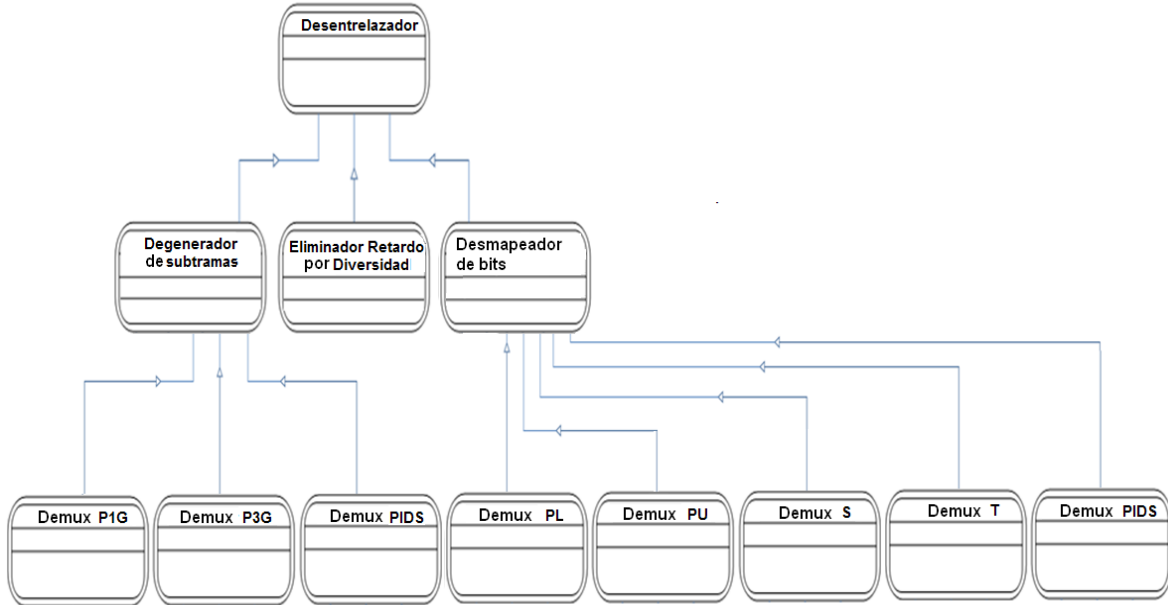 Desentrelazador
Degenerador
de subtramas
Eliminador Retardo
por Diversidad
Desmapeador
de bits
Demux P1G
Demux P3G
Demux PIDS
Demux PL
Demux PU
Demux S
Demux T
Demux PIDS